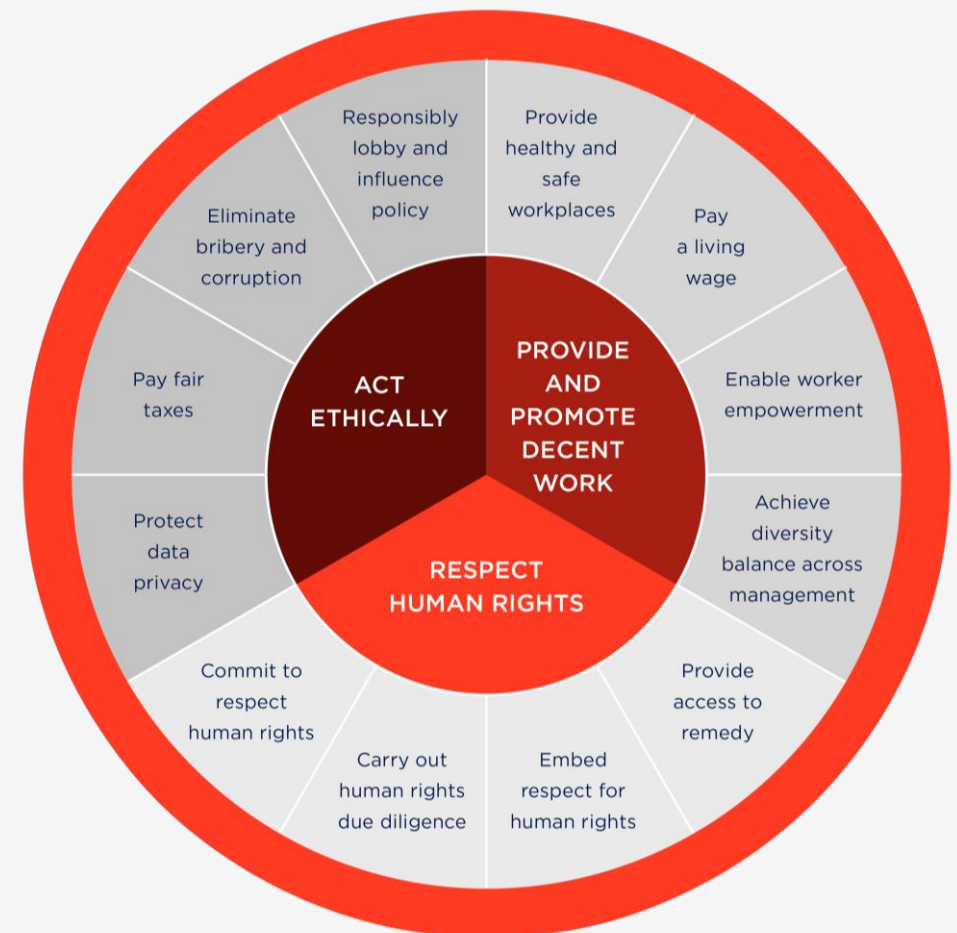 Responsibly
lobby and
influence
policy
Provide
healthy and
safe
workplaces
Pay
a living
wage
Enable worker
empowerment
Achieve
diversity
balance across
management
Provide
access to
remedy
Embed
respect for
human rights
Carry out
human rights
due diligence
Commit to
respect
human rights
Protect
data
privacy
Pay fair
taxes
Eliminate
bribery and
corruption
ACT
ETHICALLY
PROVIDE
AND
PROMOTE
DECENT
WORK
RESPECT
HUMAN RIGHTS